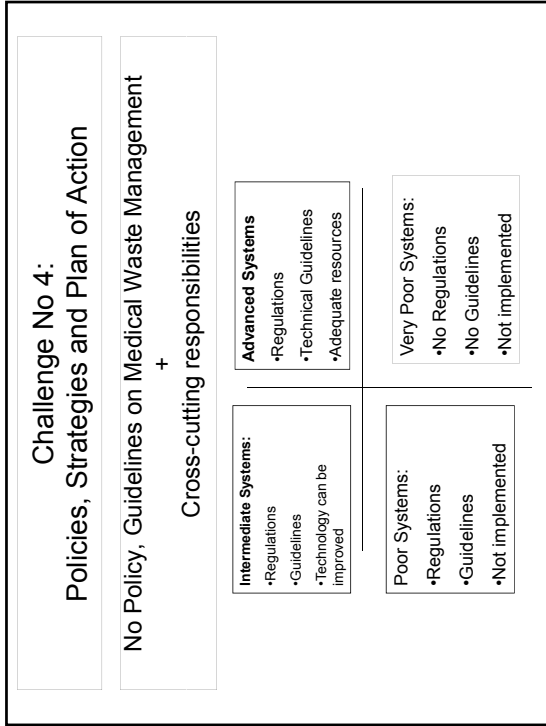 Challenge No 4:
Policies, Strategies and Plan of Action
No Policy, Guidelines on Medical Waste Management
+
Cross-cutting responsibilities
Intermediate Systems:
•Regulations
•Guidelines
•Technology can be
improved
Advanced Systems
•Regulations
•Technical Guidelines
•Adequate resources
Poor Systems:
•Regulations
•Guidelines
•Not implemented
Very Poor Systems:
•No Regulations
•No Guidelines
•Not implemented